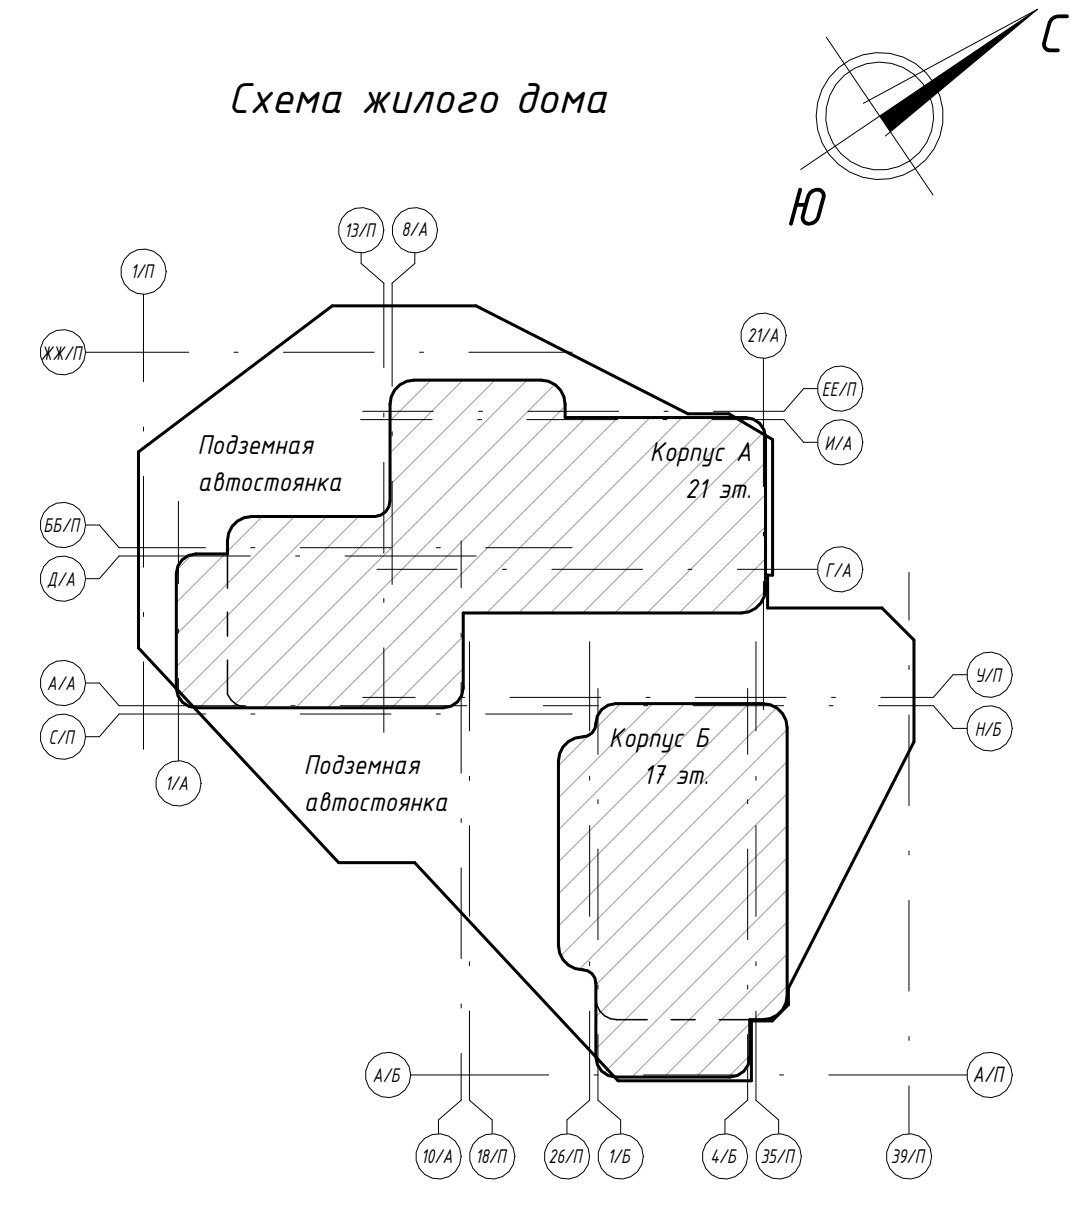 С
Схема жилого дома
Ю
13/П
8/А
1/П
21/А
ЖЖ/П
ЕЕ/П
И/А
Подземная
автостоянка
Корпус А
21 эт.
ББ/П
Д/А
Г/А
А/А
У/П
С/П
Н/Б
1/А
Корпус Б
17 эт.
Подземная
автостоянка
А/Б
А/П
10/А
18/П
26/П
1/Б
4/Б
35/П
39/П